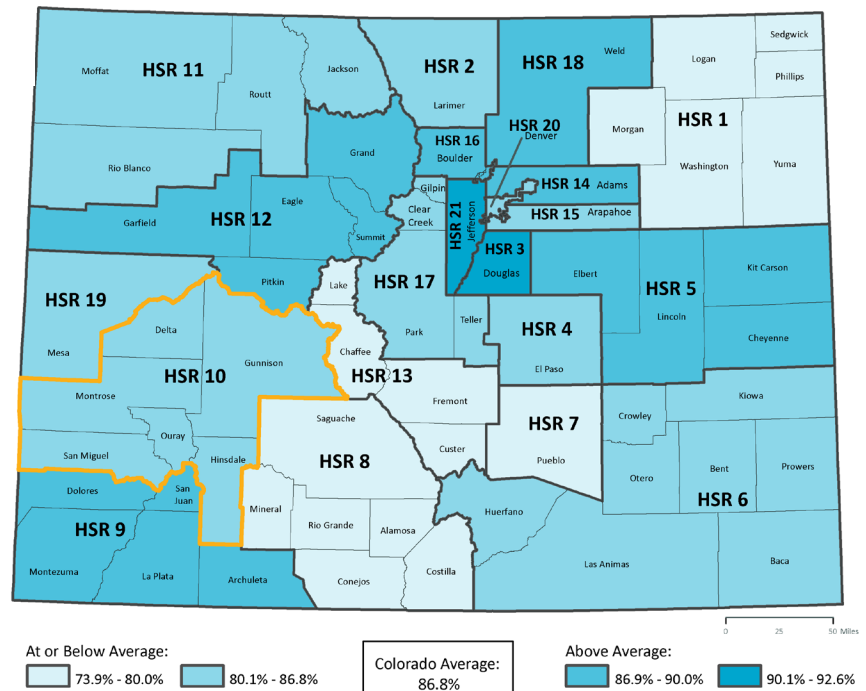 Sedgwick
Logan
Phillips
HSR 1
Morgan
Washington
Yuma
HSR 18
Weld
HSR 2
Larimer
Jackson
HSR 11
Moffat
Routt
Rio Blanco
HSR 20
Denver
HSR 16
Boulder
Grand
HSR 14 Adams
HSR 15 Arapahoe
Gilpin
Clear
Creek
HSR 21
Jefferson
HSR 3
Douglas
Eagle
HSR 12
Garfield
Summit
Pitkin
HSR 17
Lake
Park
Teller
Elbert
HSR 5
Lincoln
Kit Carson
Cheyenne
HSR 19
Mesa
Delta
HSR 10
Gunnison
Montrose
Ouray
San Miguel
Hinsdale
Chaffee
HSR 13
Fremont
Custer
HSR 4
El Paso
HSR 7
Pueblo
Crowley
Kiowa
Otero
Bent
Prowers
HSR 6
Huerfano
Las Animas
Baca
Saguache
HSR 8
Mineral
Rio Grande
Alamosa
Conejos
Costilla
Dolores
San
Juan
HSR 9
Montezuma
La Plata
Archuleta
0 25 50 Miles
At or Below Average:
73.9% - 80.0%
80.1% - 86.8%
Colorado Average:
86.8%
Above Average:
86.9% - 90.0%
90.1% - 92.6%